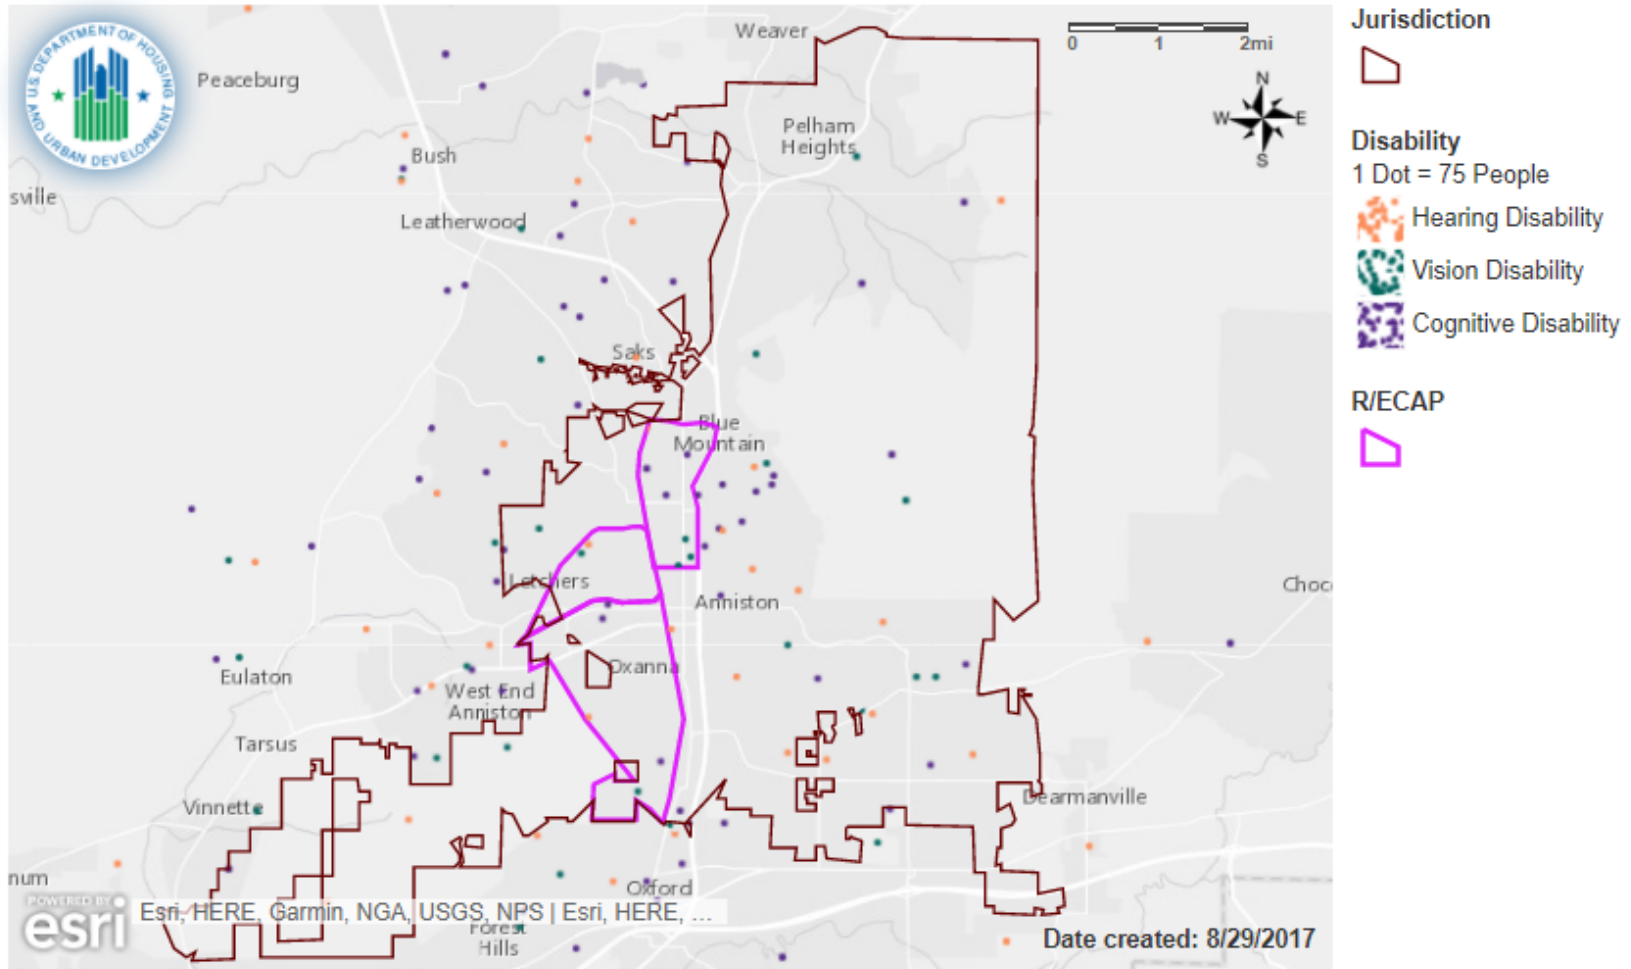 U.S. DEPARTMENT OF HOUSING
AND URBAN DEVELOPMENT
Weaver
Peaceburg
Pelham
Heights
Bush
sville
Leatherwood
Saks
Blue
Mountain
Letchers
Anniston
Choc
Oxanna
Eulaton
West End
Anniston
Tarsus
Vinnette
Dearmanville
num
Oxford
Forest
Hills
0 1 2mi
N
W E
S
POWERED BY
esri
Esri, HERE, Garmin, NGA, USGS, NPS | Esri, HERE, ...
Date created: 8/29/2017
Jurisdiction
Disability
1 Dot = 75 People
Hearing Disability
Vision Disability
Cognitive Disability
R/ECAP